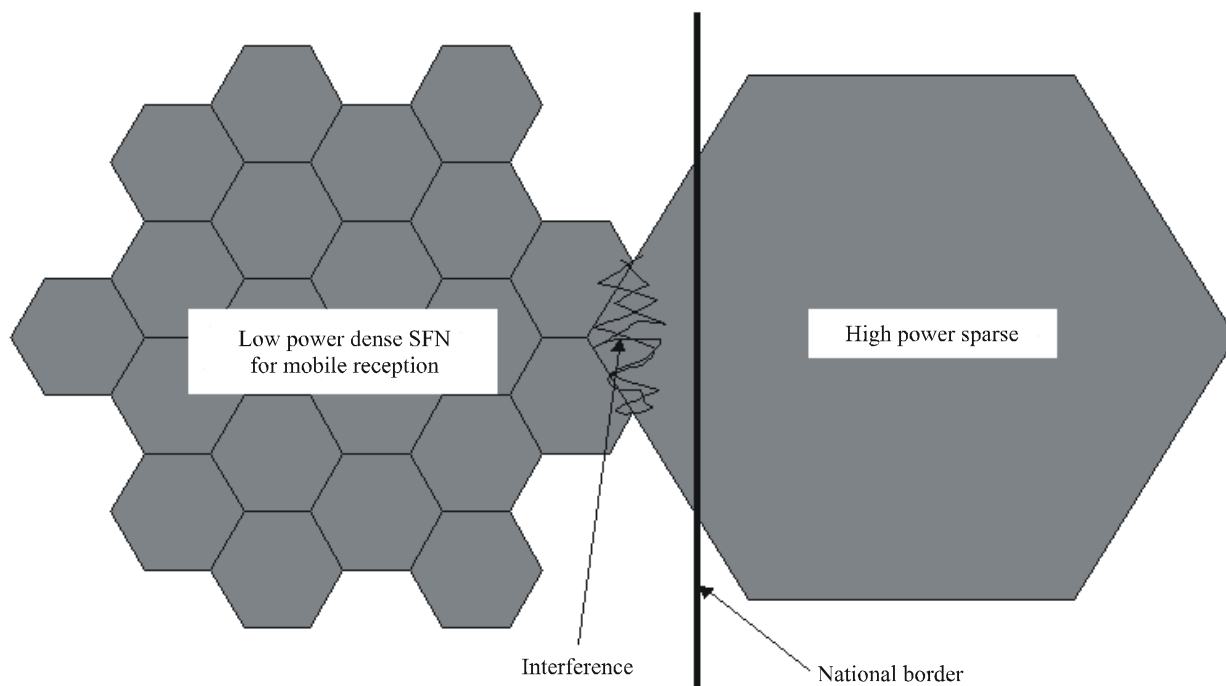 Low power dense SFN
for mobile reception
High power sparse
Interference
National border